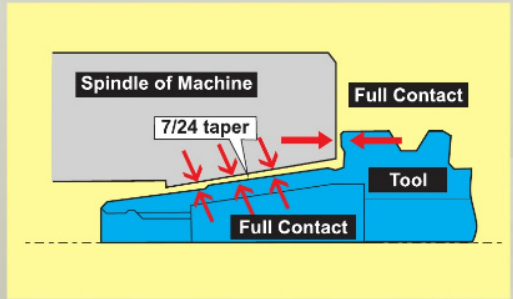 Spindle of Machine
Full Contact
7/24 taper
Tool
Full Contact